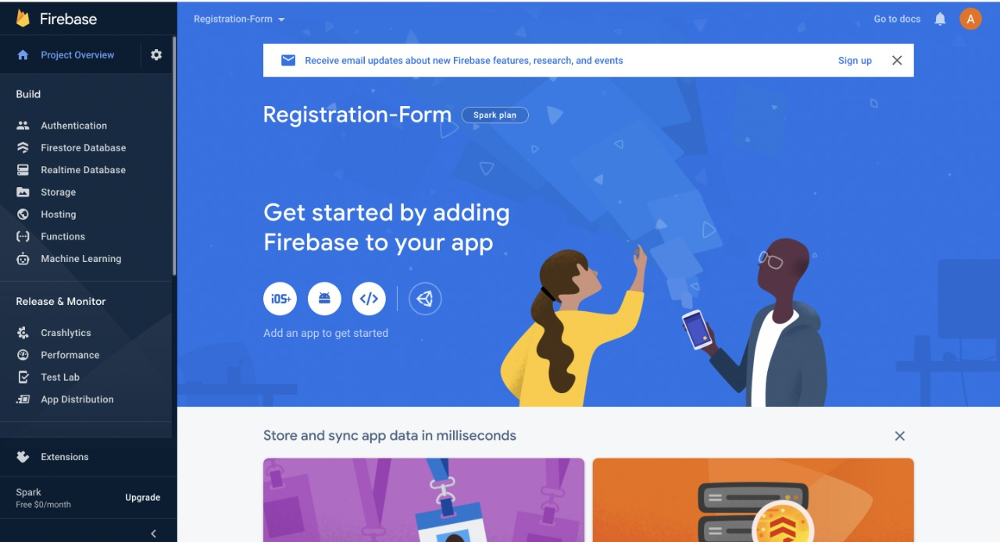 Firebase
Project Overview
Build
Authentication
Firestore Database
Realtime Database
Storage
Hosting
Functions
Machine Learning
Release & Monitor
Crashlytics
Performance
Test Lab
App Distribution
Extensions
Spark
Free $0/month
Upgrade
Registration-Form
Go to docs
A
Receive email updates about new Firebase features, research, and events
Sign up
Registration-Form
Spark plan
Get started by adding
Firebase to your app
iOS+
Add an app to get started
Store and sync app data in milliseconds